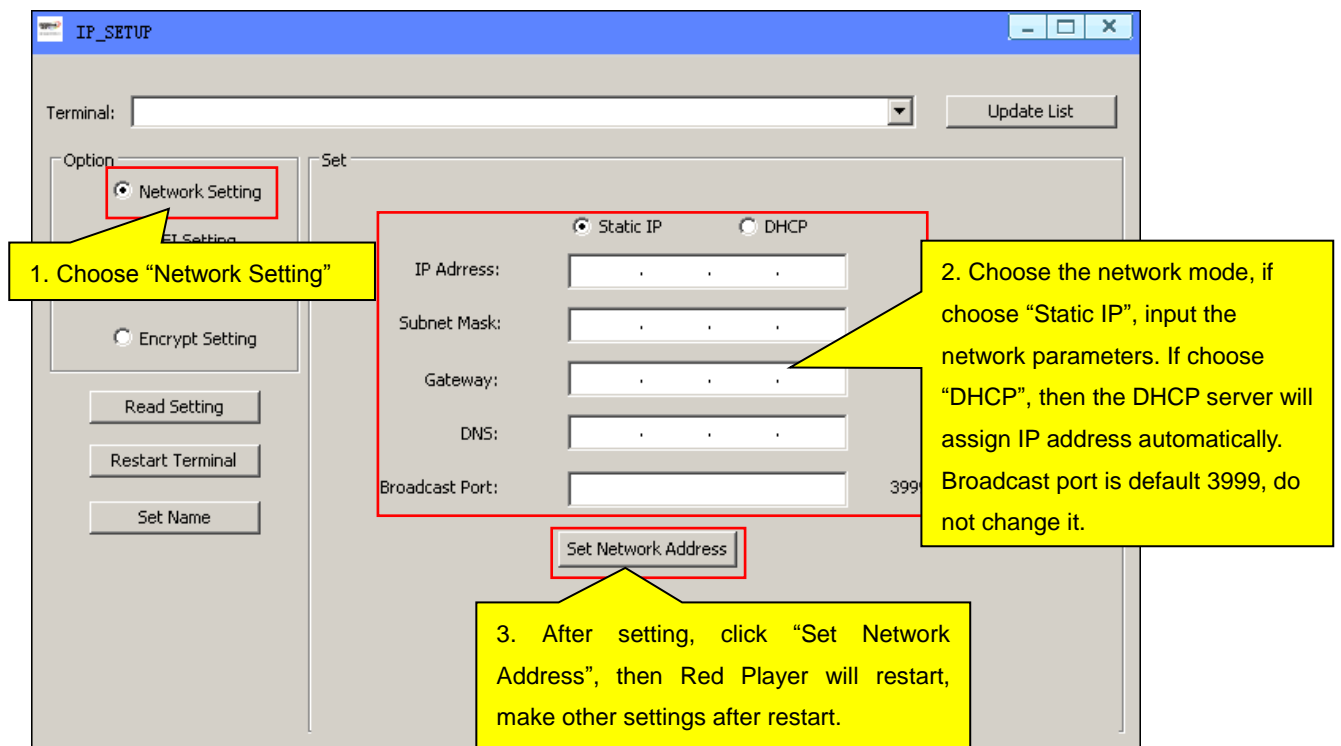 IP_SETUP
Terminal:
Update List
Option
Set
Network Setting
Static IP
DHCP
Setting
1. Choose “Network Setting”
IP Adrress:
2. Choose the network mode, if
choose “Static IP”, input the
network parameters. If choose
“DHCP”, then the DHCP server will
assign IP address automatically.
Broadcast port is default 3999, do
not change it.
Subnet Mask:
Encrypt Setting
Gateway:
Read Setting
DNS:
Restart Terminal
Broadcast Port:
3999
Set Name
Set Network Address
3. After setting, click “Set Network
Address”, then Red Player will restart,
make other settings after restart.